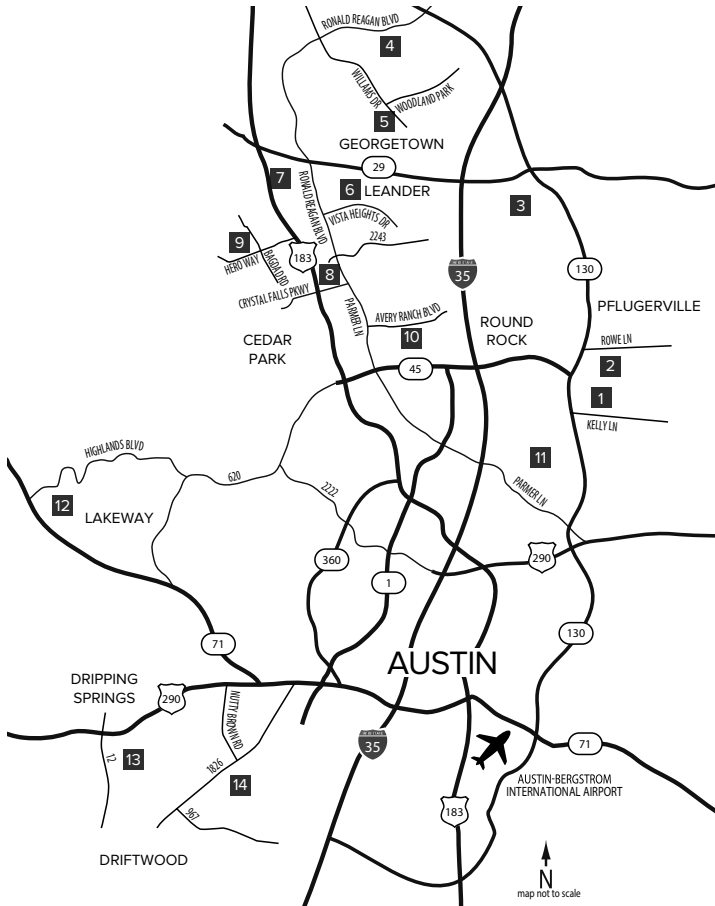 RONALD REAGAN BLVD
4
WILLIAMS DR
WOODLAND PARK
5
GEORGETOWN
29
7
RONALD REAGAN BLVD
6
LEANDER
3
VISTA HEIGHTS DR
2243
9
HERO WAY
BAGDAD RD
183
8
35
130
CRYSTAL FALLS PKWY
PARMER LN
AVERY RANCH BLVD
PFLUGERVILLE
CEDAR
PARK
10
ROUND
ROCK
ROWE LN
2
45
1
KELLY LN
HIGHLANDS BLVD
620
2222
11
PARMER LN
12
LAKEWAY
360
1
290
71
130
AUSTIN
DRIPPING
SPRINGS
290
NUTTY BROWN RD
35
71
12
13
1826
14
AUSTIN-BERGSTROM
INTERNATIONAL AIRPORT
967
183
DRIFTWOOD
N
map not to scale